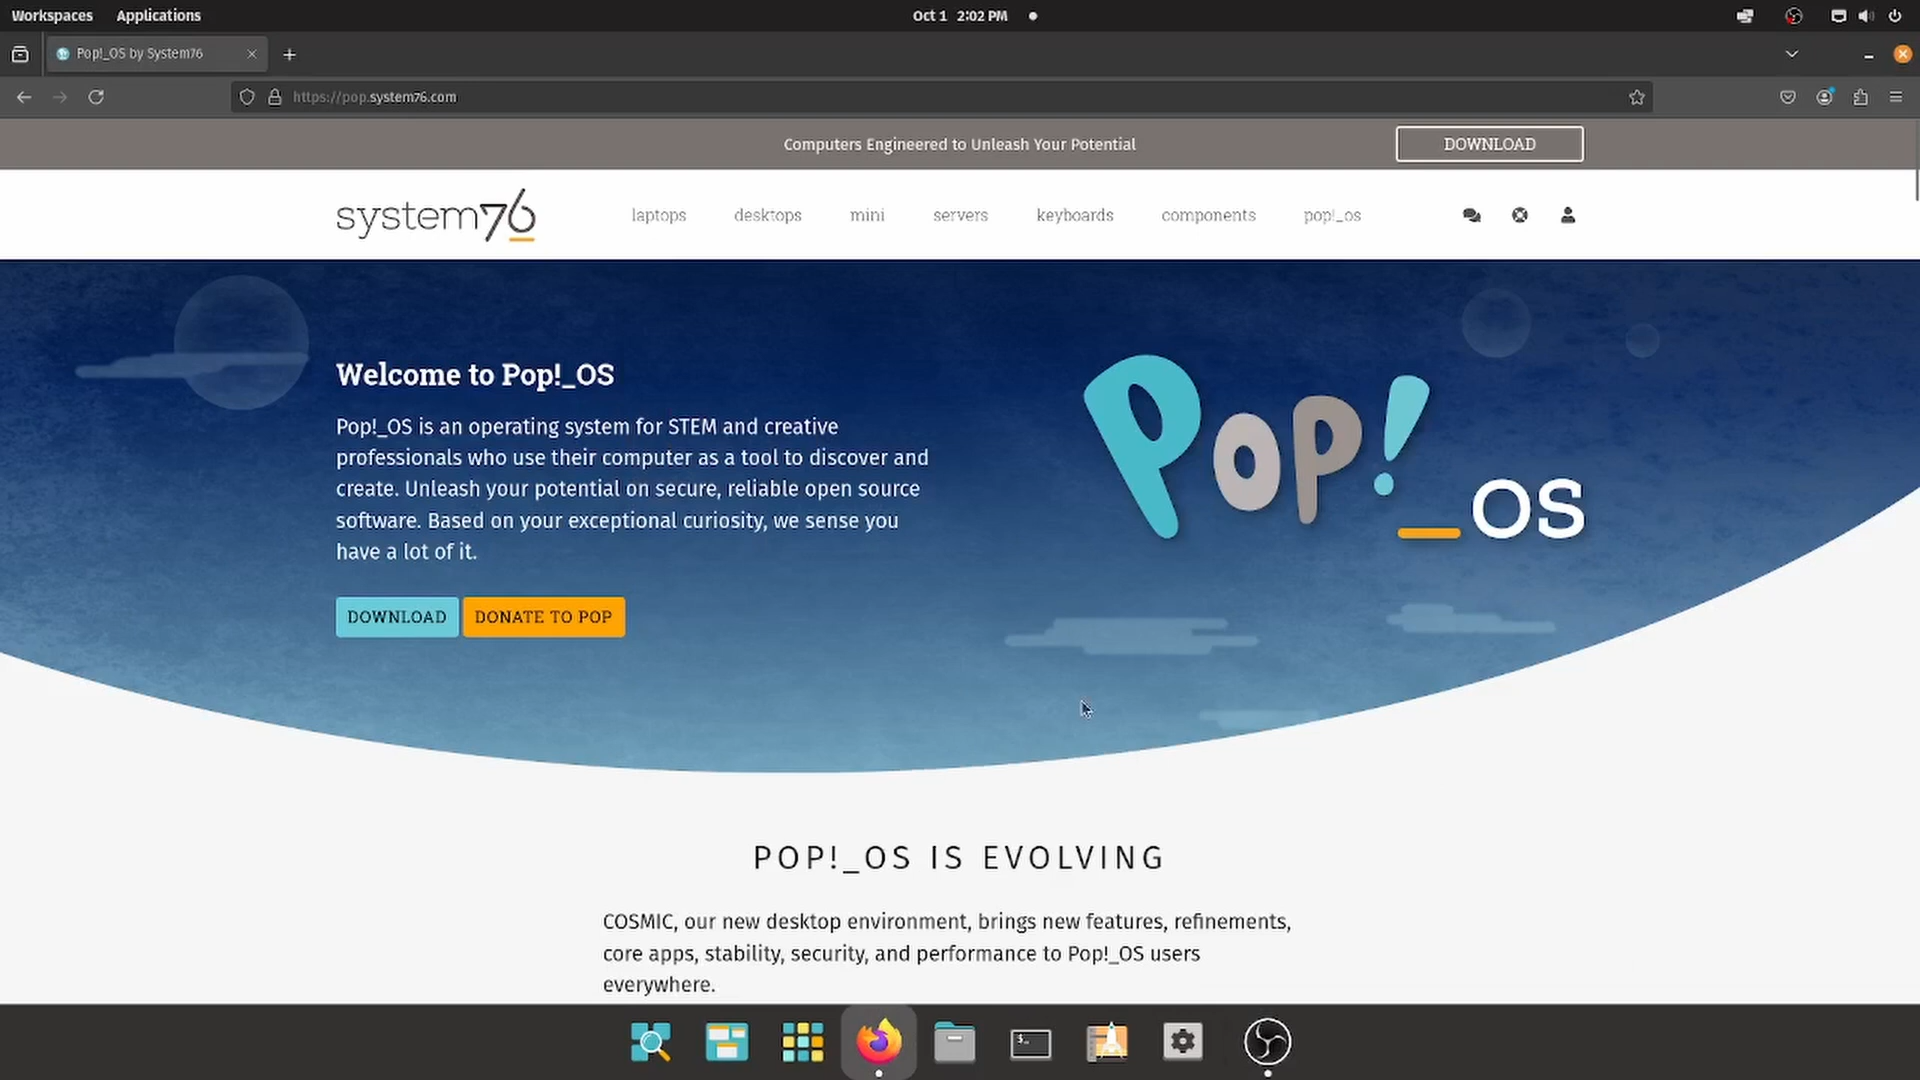 Workspaces Applications Oct 1 2:02 PM
Pop!_OS by System76
https://pop.system76.com
Computers Engineered to Unleash Your Potential DOWNLOAD
system76 laptops desktops mini servers keyboards components pop!_os
Welcome to Pop!_OS
Pop!_OS is an operating system for STEM and creative
professionals who use their computer as a tool to discover and
create. Unleash your potential on secure, reliable open source
software. Based on your exceptional curiosity, we sense you
have a lot of it.
DOWNLOAD DONATE TO POP
Pop!_OS
POP!_OS IS EVOLVING
COSMIC, our new desktop environment, brings new features, refinements,
core apps, stability, security, and performance to Pop!_OS users
everywhere.